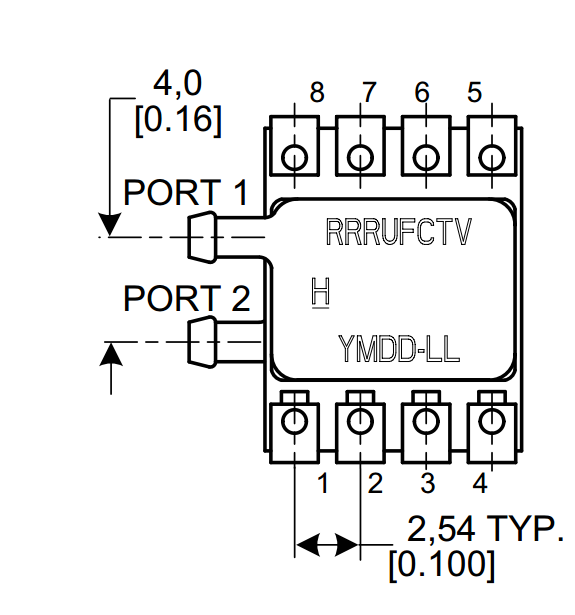 4,0
[0.16]
8 7 6 5
PORT 1
RRRUFCTV
H
PORT 2
YMDD-LL
1 2 3 4
2,54 TYP.
[0.100]